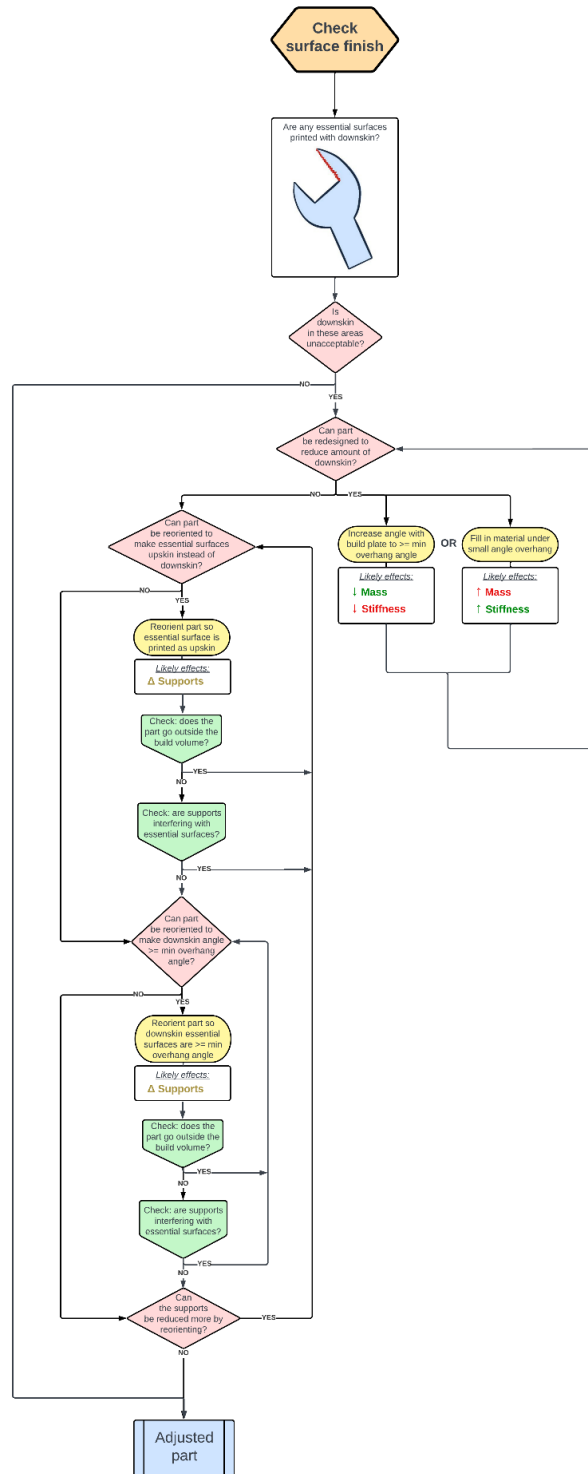 Check
surface finish
Are any essential surfaces
printed with downskin?
Is
downskin
in these areas
unacceptable?
NO
YES
Can part
be redesigned to
reduce amount of
downskin?
NO
YES
Can part
be reoriented to
make essential surfaces
upskin instead of
downskin?
Increase angle with
build plate to >= min
overhang angle
OR
Fill in material under
small angle overhang
Likely effects:
↓ Mass
↓ Stiffness
Likely effects:
↑ Mass
↑ Stiffness
NO
YES
Reorient part so
essential surface is
printed as upskin
Likely effects:
Δ Supports
Check: does the
part go outside the
build volume?
YES
NO
Check: are supports
interfering with
essential surfaces?
YES
NO
Can part
be reoriented to
make downskin angle
>= min overhang
angle?
NO
YES
Reorient part so
downskin essential
surfaces are >= min
overhang angle
Likely effects:
Δ Supports
Check: does the
part go outside the
build volume?
YES
NO
Check: are supports
interfering with
essential surfaces?
YES
NO
Can
the supports
be reduced more by
reorienting?
YES
NO
Adjusted
part